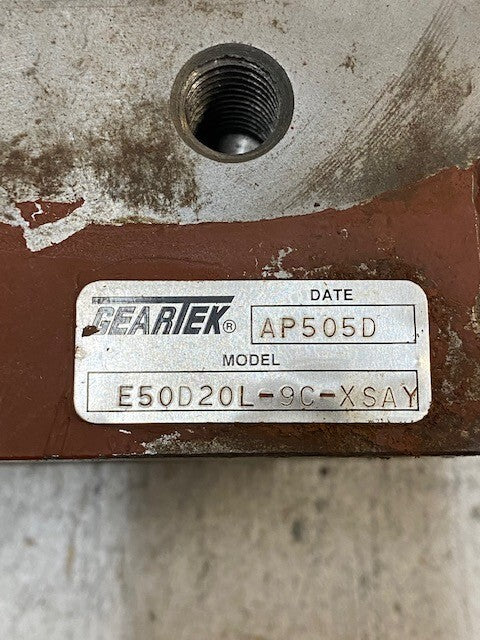 GEARTEK®
DATE
AP505D
MODEL
E50D20L-9C-XSAY